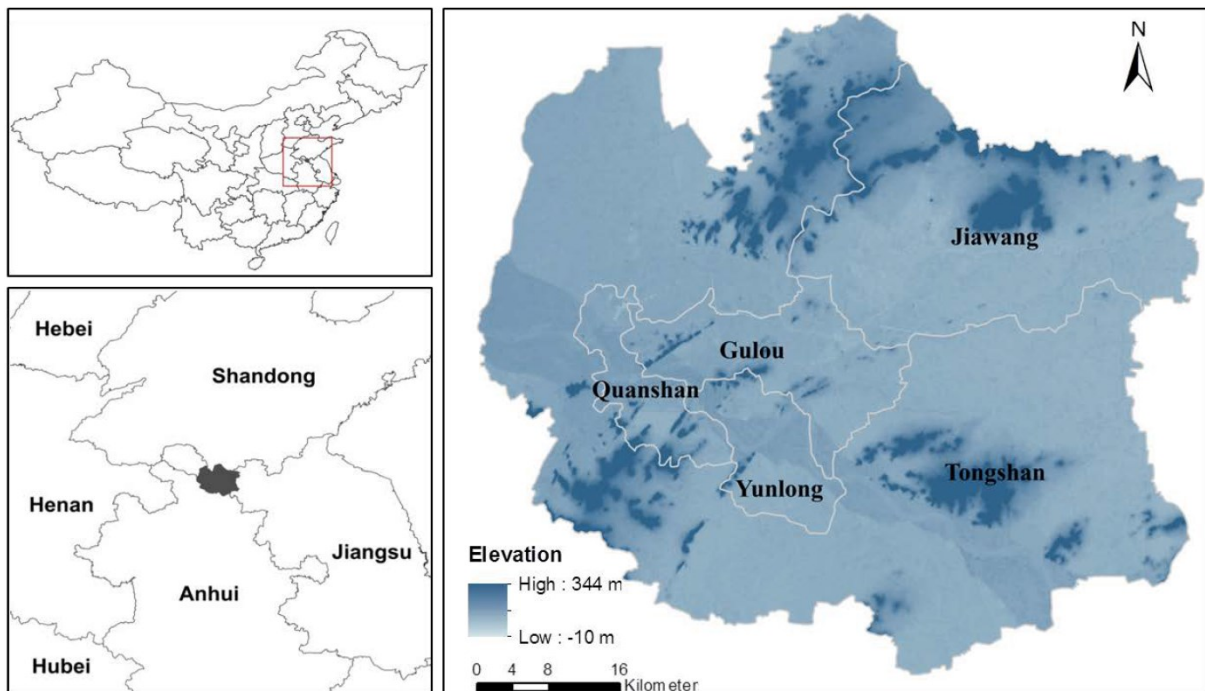 Hebei
Shandong
Henan
Jiangsu
Anhui
Hubei
N
Jiawang
Gulou
Quanshan
Tongshan
Yunlong
Elevation
High : 344 m
Low : -10 m
0 4 8 16
Kilometer